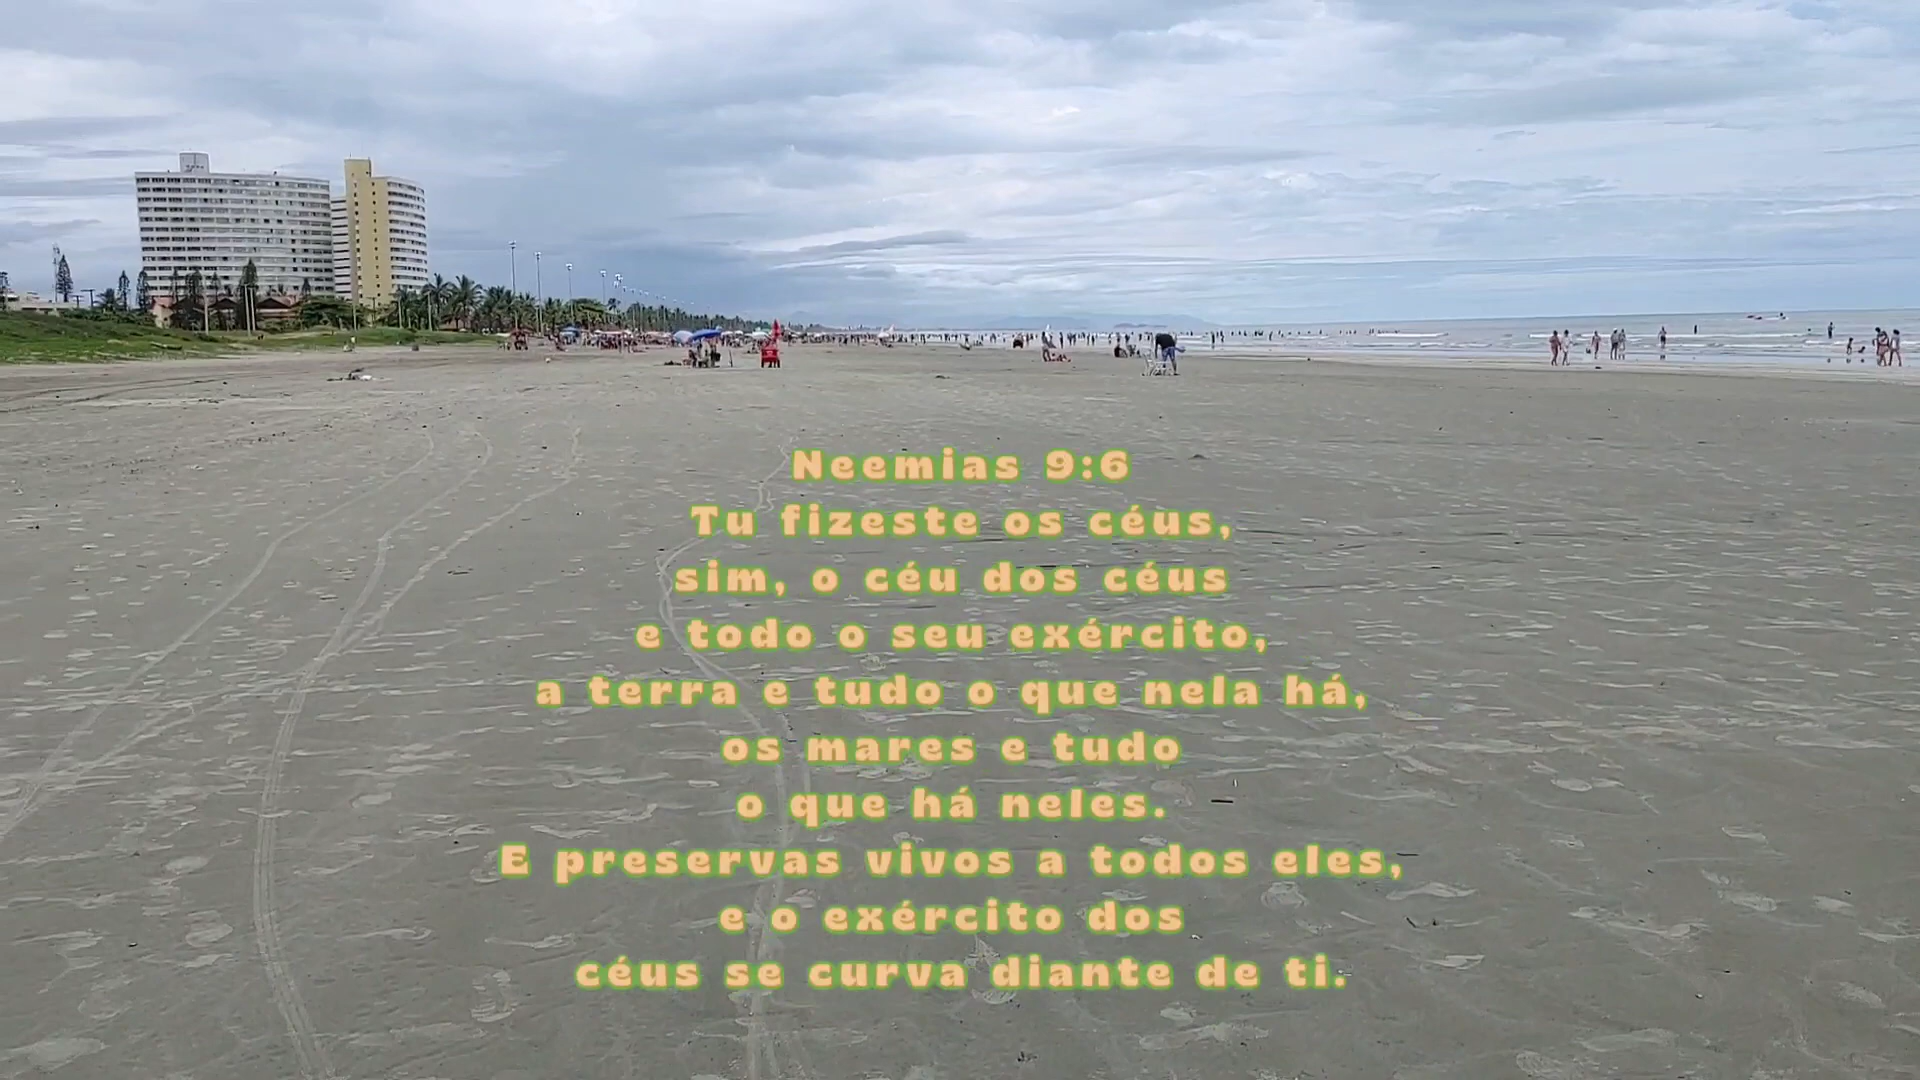 Neemias 9:6
Tu fizeste os céus,
sim, o céu dos céus
e todo o seu exército,
a terra e tudo o que nela há,
os mares e tudo
o que há neles.
E preservas vivos a todos eles,
e o exército dos
céus se curva diante de ti.